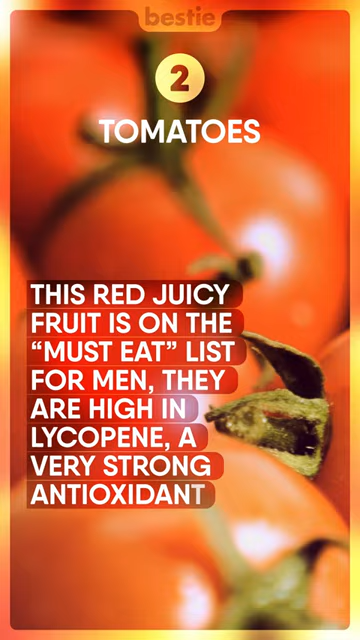 bestie
2
TOMATOES
THIS RED JUICY
FRUIT IS ON THE
“MUST EAT” LIST
FOR MEN, THEY
ARE HIGH IN
LYCOPENE, A
VERY STRONG
ANTIOXIDANT